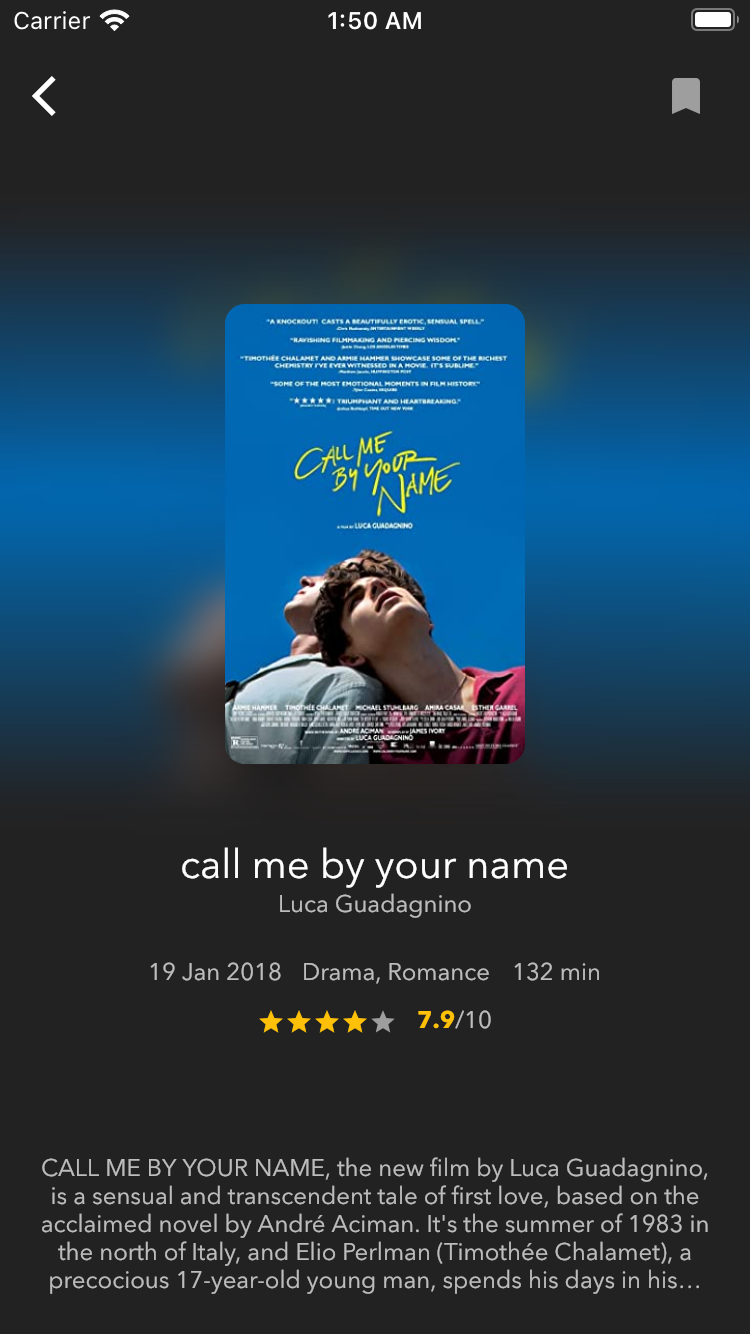 Carrier
1:50 AM
"A KNOCKOUT! CASTS A BEAUTIFULLY EROTIC, SENSUAL SPELL."
"RAVISHING FILMMAKING AND PIERCING WISDOM."
"TIMOTHÉE CHALAMET AND ARMIE HAMMER SHOWCASE SOME OF THE RICHEST
CHEMISTRY I'VE EVER WITNESSED IN A MOVIE. IT'S SUBLIME."
"SOME OF THE MOST EMOTIONAL MOMENTS IN FILM HISTORY."
"★★★★★! TRIUMPHANT AND HEARTBREAKING."
CALL ME
BY YOUR
NAME
A FILM BY LUCA GUADAGNINO
ARMIE HAMMER TIMOTHÉE CHALAMET MICHAEL STUHLBARG AMIRA CASAR ESTHER GARREL
ANDRÉ ACIMAN JAMES IVORY
LUCA GUADAGNINO
R
call me by your name
Luca Guadagnino
19 Jan 2018 Drama, Romance 132 min
7.9/10
CALL ME BY YOUR NAME, the new film by Luca Guadagnino,
is a sensual and transcendent tale of first love, based on the
acclaimed novel by André Aciman. It's the summer of 1983 in
the north of Italy, and Elio Perlman (Timothée Chalamet), a
precocious 17-year-old young man, spends his days in his…